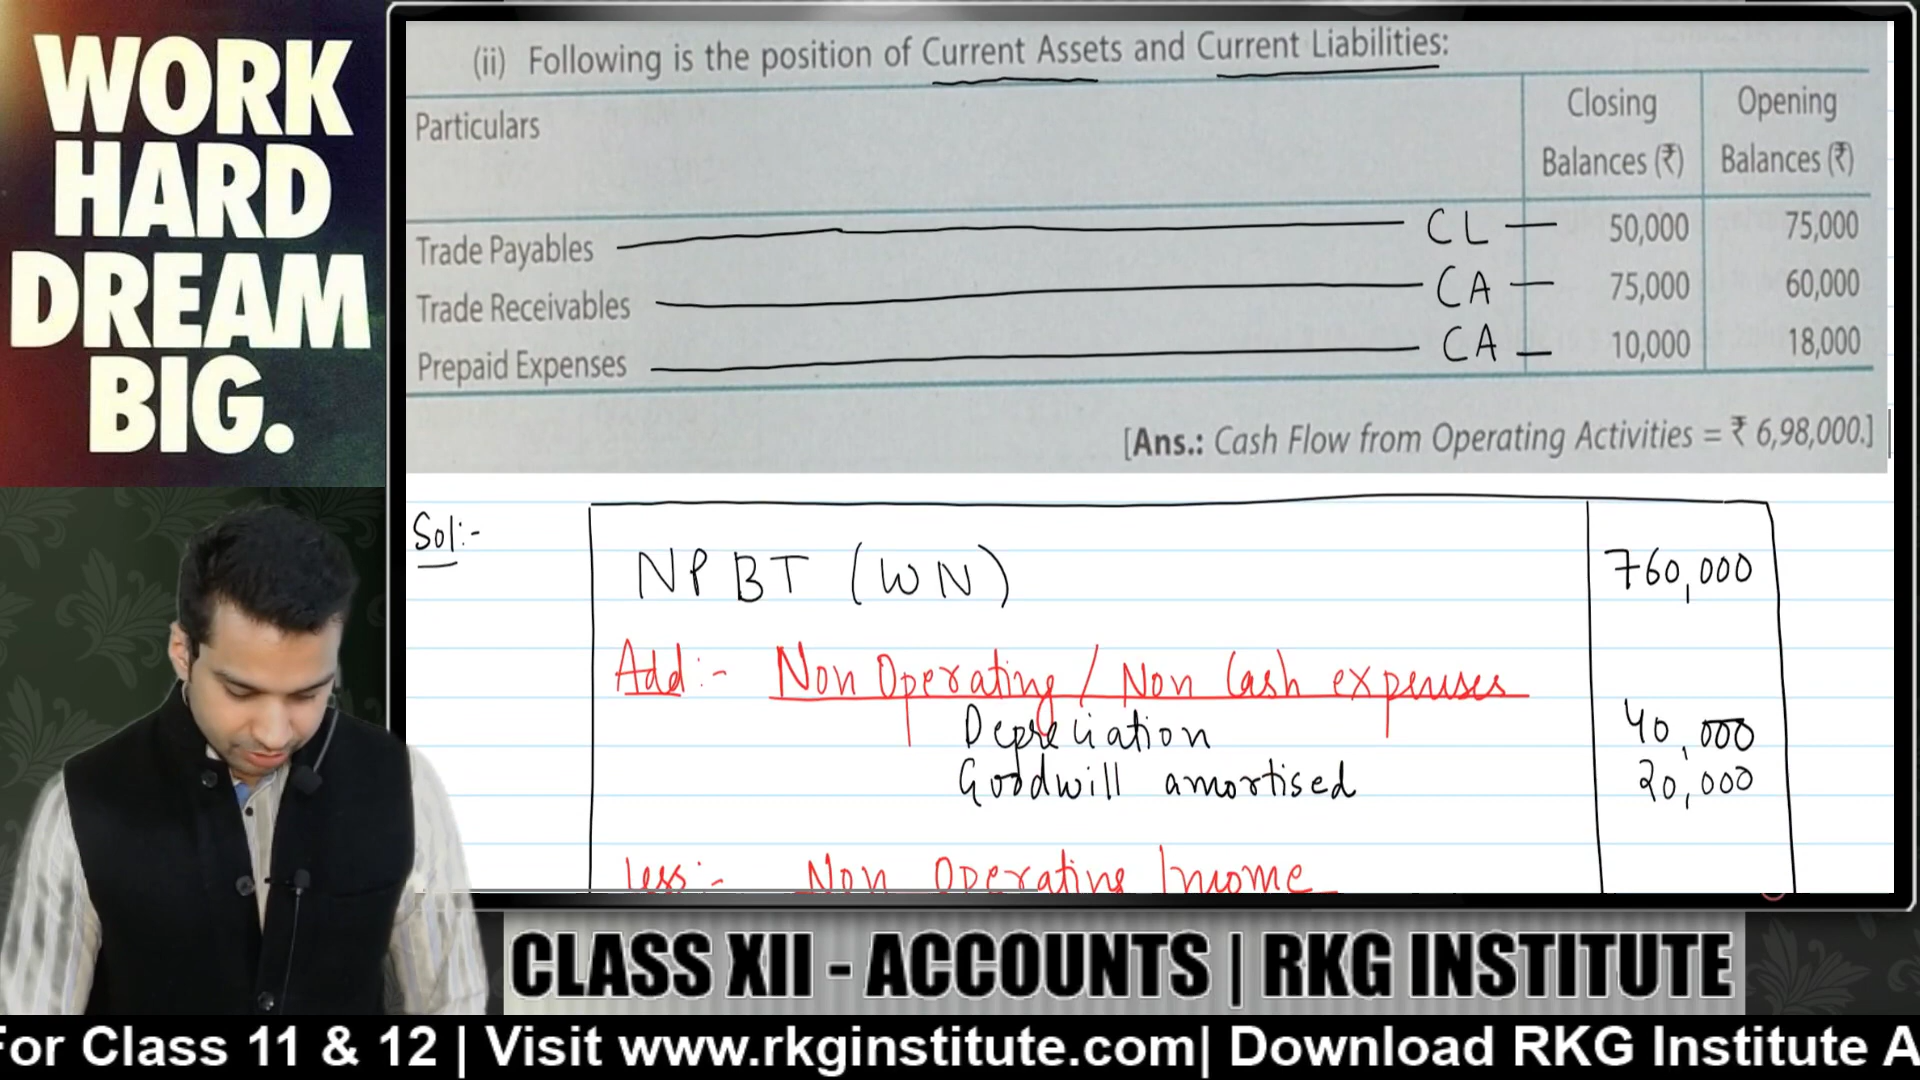 WORK
HARD
DREAM
BIG.
(ii) Following is the position of Current Assets and Current Liabilities:
Particulars Closing Balances (₹) Opening Balances (₹)
Trade Payables CL 50,000 75,000
Trade Receivables CA 75,000 60,000
Prepaid Expenses CA 10,000 18,000
[Ans.: Cash Flow from Operating Activities = ₹ 6,98,000.]
Sol:-
NPBT (WN) 760,000
Add:- Non Operating / Non Cash expenses
Depreciation 40,000
Goodwill amortised 20,000
Less:- Non Operating Income
CLASS XII - ACCOUNTS | RKG INSTITUTE
For Class 11 & 12 | Visit www.rkginstitute.com| Download RKG Institute A